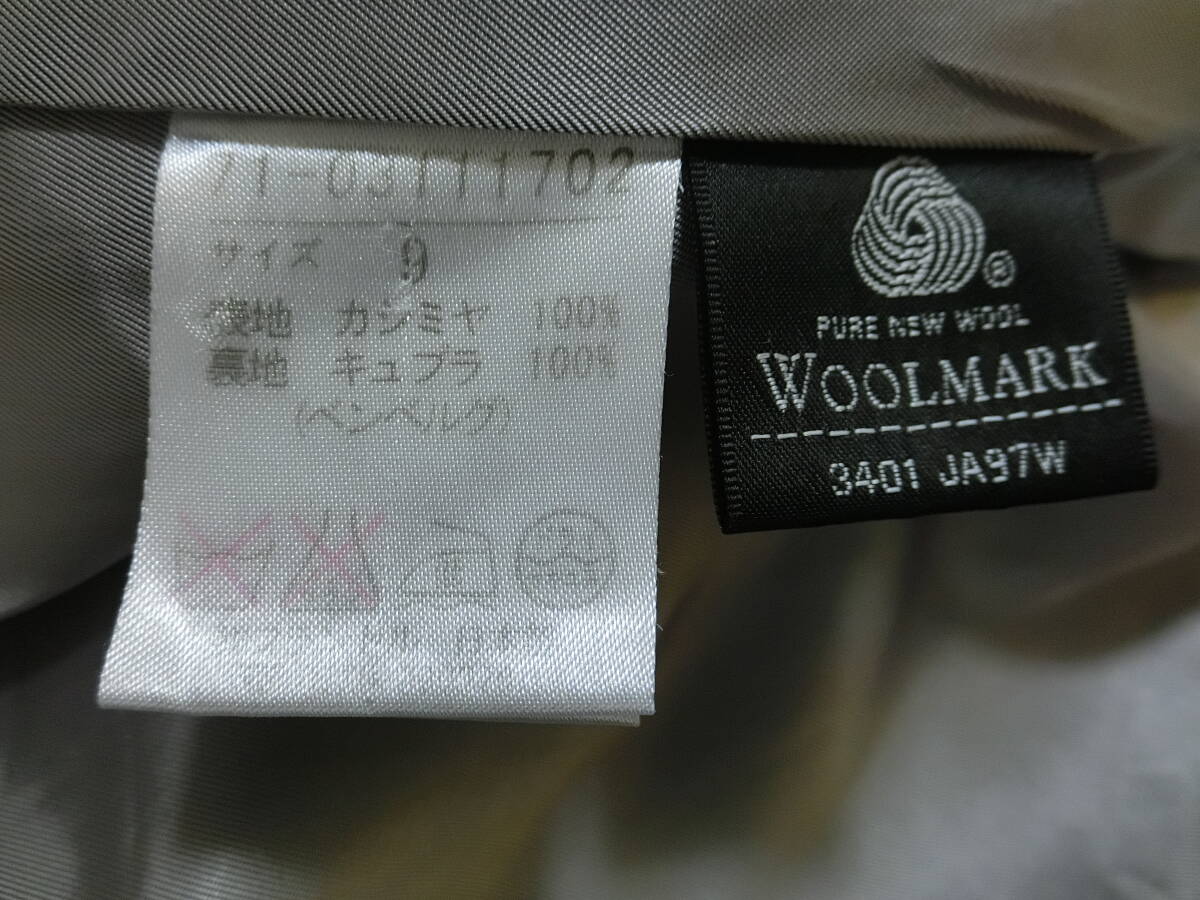 71-03111702
サイズ 9
表地 カシミヤ 100%
裏地 キュプラ 100%
(ベンベルグ)
®
PURE NEW WOOL
WOOLMARK
3401 JA97W